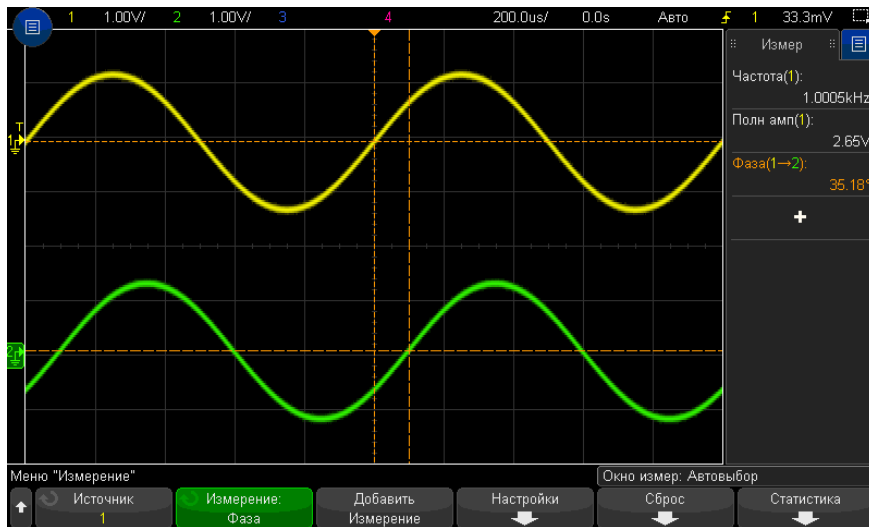 1 1.00V/ 2 1.00V/ 3 4 200.0us/ 0.0s Авто 1 33.3mV
Измер
Частота(1):
1.0005kHz
Полн амп(1):
2.65V
Фаза(1→2):
35.18°
+
T
1
2
Меню "Измерение"
Окно измер: Автовыбор
Источник
1
Измерение:
Фаза
Добавить
Измерение
Настройки
Сброс
Статистика